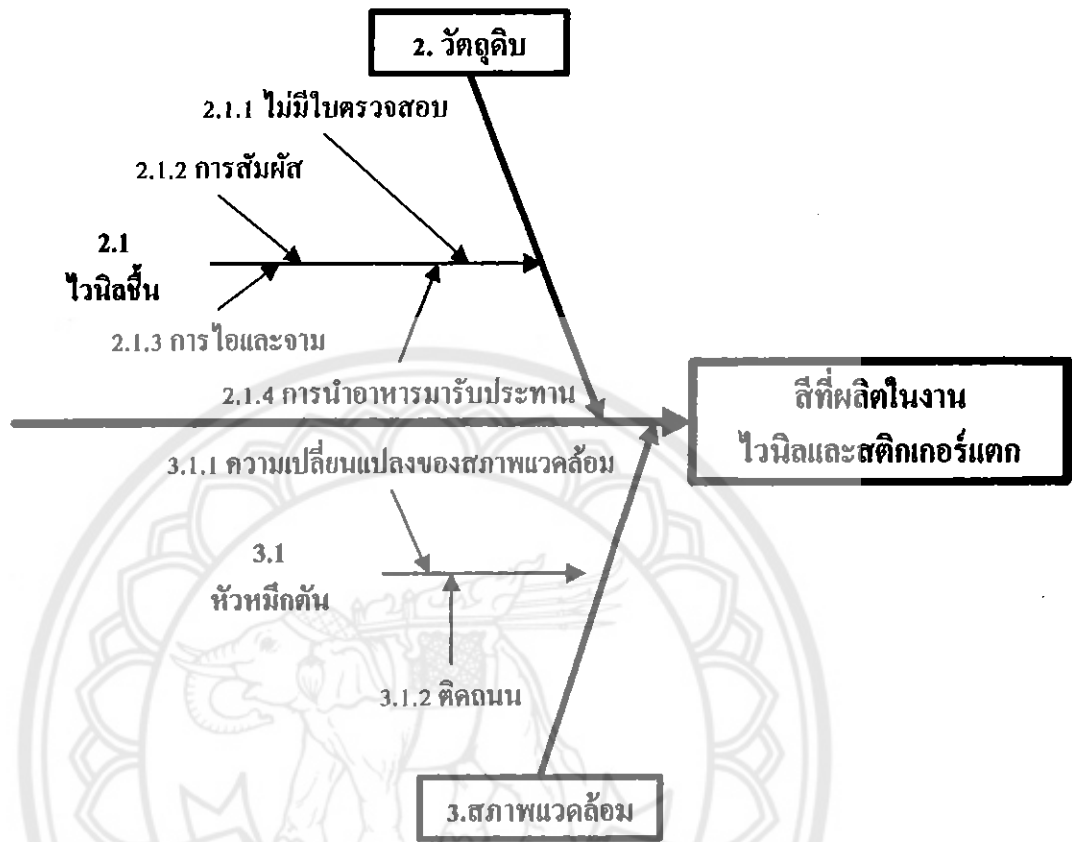 2. วัตถุดิบ
2.1.1 ไม่มีใบตรวจสอบ
2.1.2 การสัมผัส
2.1
ไวนิลชื้น
2.1.3 การไอและจาม
2.1.4 การนำอาหารมารับประทาน
สีที่ผลิตในงาน
ไวนิลและสติกเกอร์แตก
3.1.1 ความเปลี่ยนแปลงของสภาพแวดล้อม
3.1
หัวหมึกตัน
3.1.2 ติดถนน
3.สภาพแวดล้อม